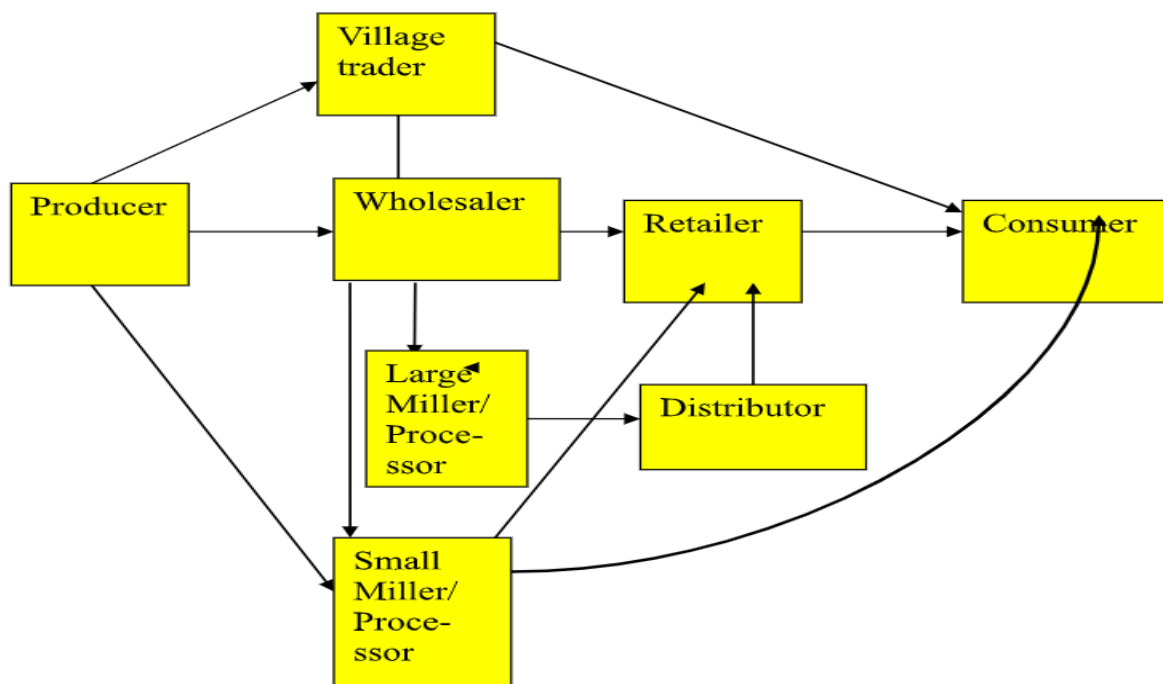 Village
trader
Producer
Wholesaler
Retailer
Consumer
Large
Miller/
Proce-
ssor
Distributor
Small
Miller/
Proce-
ssor